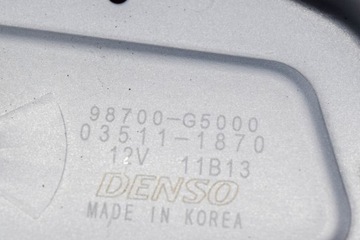 98700-G5000
03511-1870
12V 11B13
DENSO
MADE IN KOREA